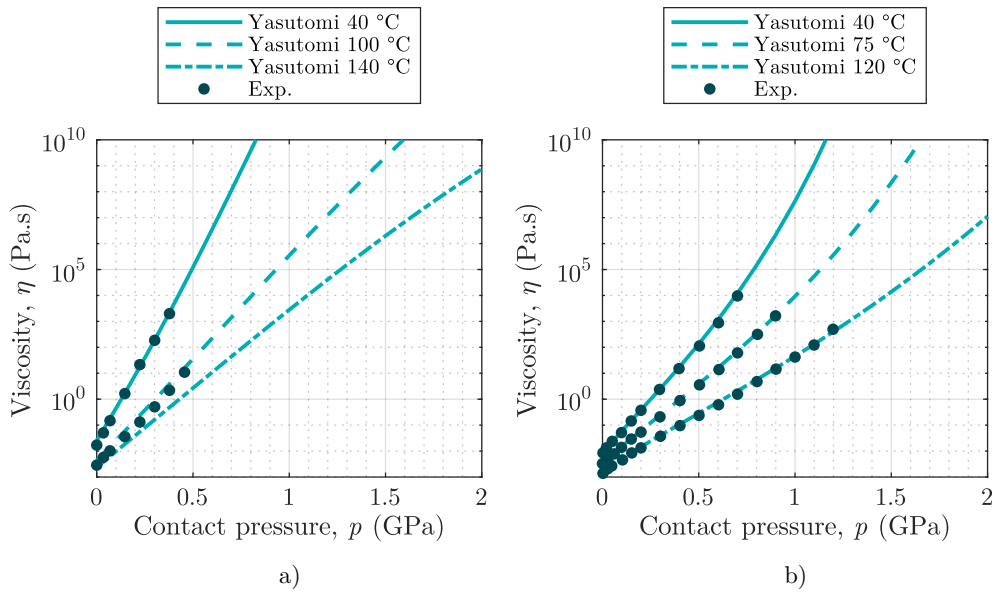 Yasutomi 40 °C
Yasutomi 100 °C
Yasutomi 140 °C
Exp.
10^10
10^5
10^0
Viscosity, η (Pa.s)
0 0.5 1 1.5 2
Contact pressure, p (GPa)
a)
Yasutomi 40 °C
Yasutomi 75 °C
Yasutomi 120 °C
Exp.
10^10
10^5
10^0
Viscosity, η (Pa.s)
0 0.5 1 1.5 2
Contact pressure, p (GPa)
b)